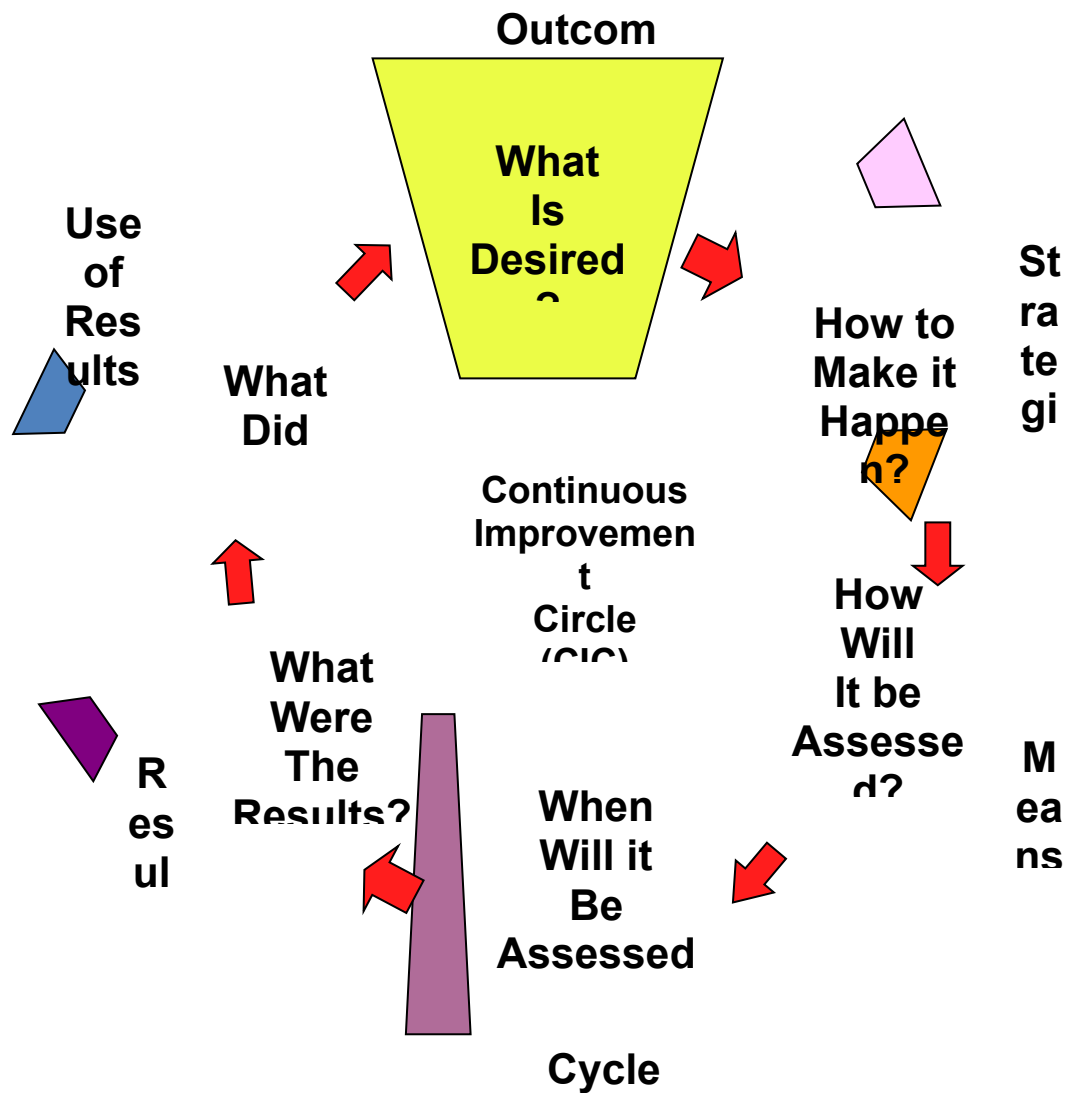 Outcom
What
Is
Desired
?
How to
Make it
Happe
n?
St
ra
te
gi
How
Will
It be
Assesse
d?
M
ea
ns
When
Will it
Be
Assessed
Cycle
What
Were
The
Results?
R
es
ul
What
Did
Use
of
Res
ults
Continuous
Improvemen
t
Circle
(CIC)